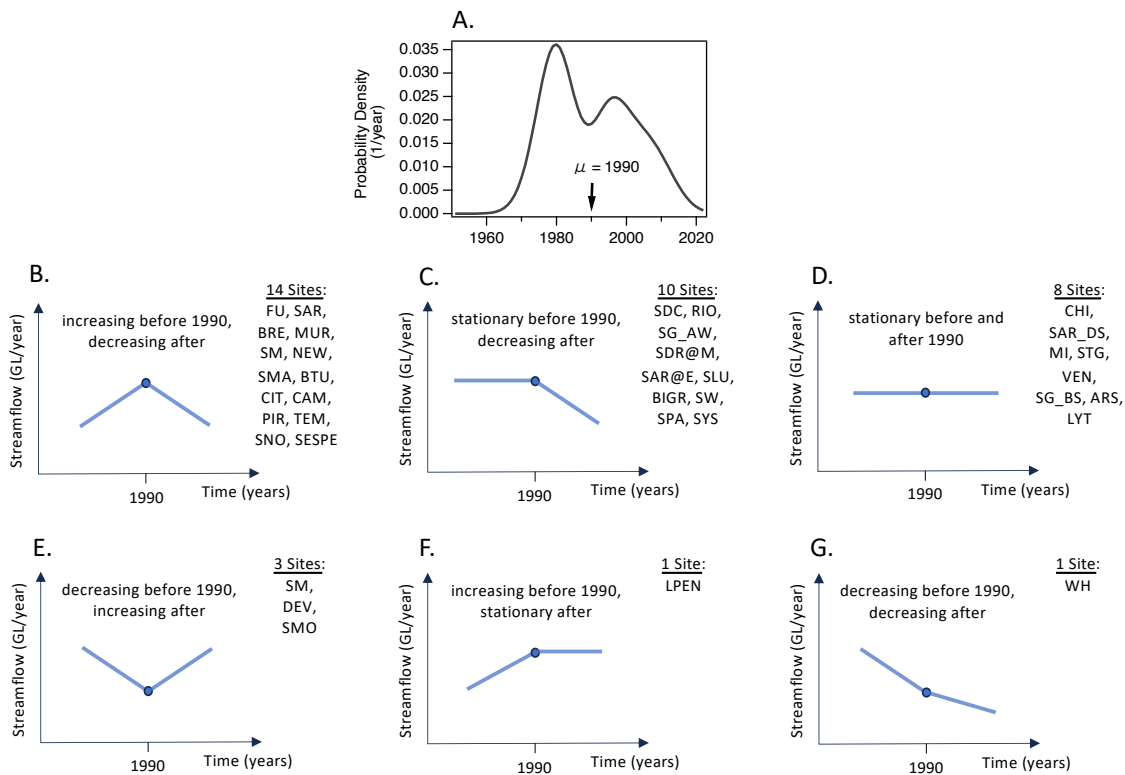 A.
Probability Density
(1/year)
0.035
0.030
0.025
0.020
0.015
0.010
0.005
0.000
μ = 1990
1960
1980
2000
2020
B.
Streamflow (GL/year)
increasing before 1990,
decreasing after
14 Sites:
FU, SAR,
BRE, MUR,
SM, NEW,
SMA, BTU,
CIT, CAM,
PIR, TEM,
SNO, SESPE
1990
Time (years)
C.
Streamflow (GL/year)
stationary before 1990,
decreasing after
10 Sites:
SDC, RIO,
SG_AW,
SDR@M,
SAR@E, SLU,
BIGR, SW,
SPA, SYS
1990
Time (years)
D.
Streamflow (GL/year)
stationary before and
after 1990
8 Sites:
CHI,
SAR_DS,
MI, STG,
VEN,
SG_BS, ARS,
LYT
1990
Time (years)
E.
Streamflow (GL/year)
decreasing before 1990,
increasing after
3 Sites:
SM,
DEV,
SMO
1990
Time (years)
F.
Streamflow (GL/year)
increasing before 1990,
stationary after
1 Site:
LPEN
1990
Time (years)
G.
Streamflow (GL/year)
decreasing before 1990,
decreasing after
1 Site:
WH
1990
Time (years)